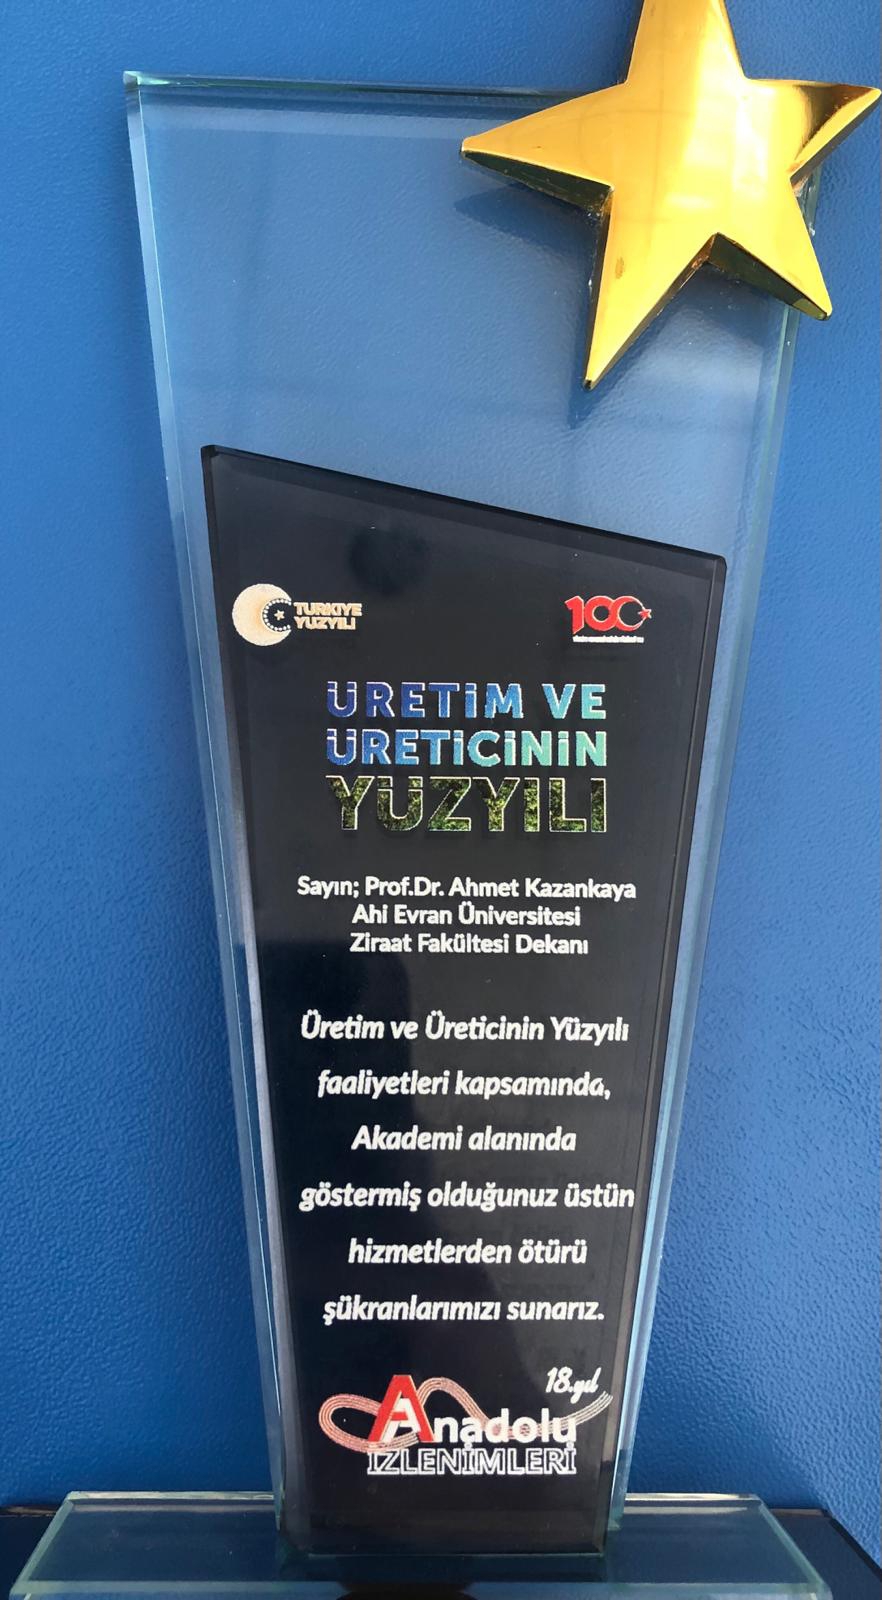 TÜRKİYE
YÜZYILI
100
ÜRETİM VE
ÜRETİCİNİN
YÜZYILI
Sayın; Prof.Dr. Ahmet Kazankaya
Ahi Evran Üniversitesi
Ziraat Fakültesi Dekanı
Üretim ve Üreticinin Yüzyılı
faaliyetleri kapsamında,
Akademi alanında
göstermiş olduğunuz üstün
hizmetlerden ötürü
şükranlarımızı sunarız.
18.yıl
Anadolu
İZLENİMLERİ